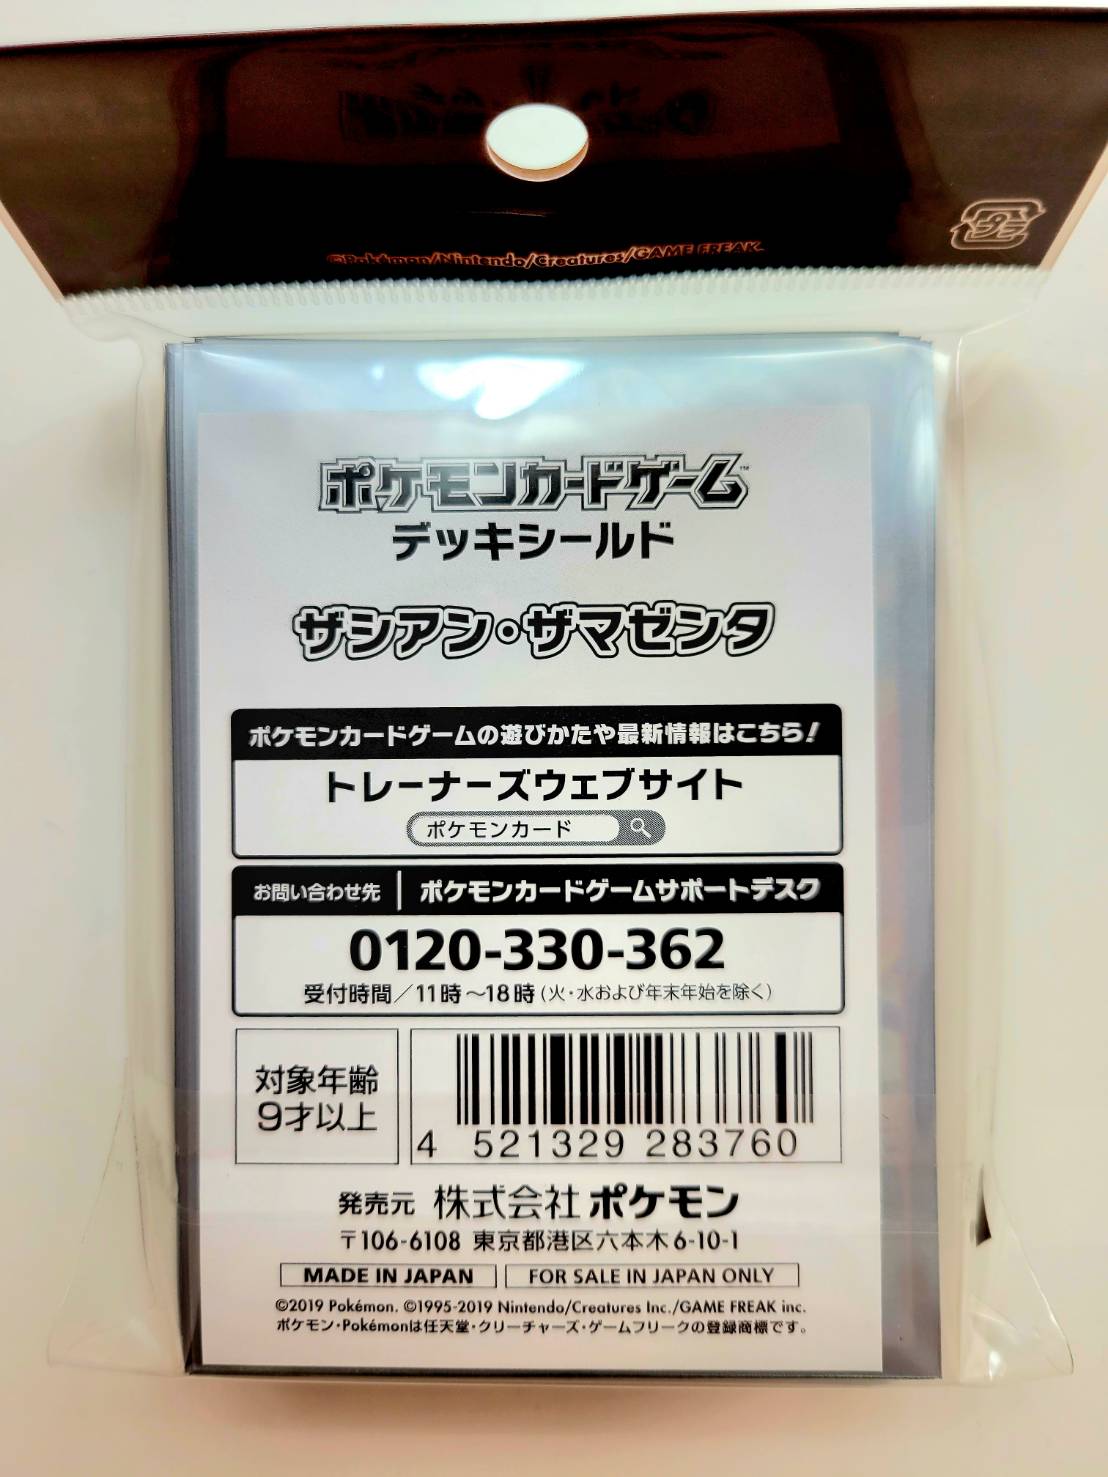 ©Pokémon/Nintendo/Creatures/GAME FREAK
プラ
ポケモンカードゲーム™
デッキシールド
ザシアン・ザマゼンタ
ポケモンカードゲームの遊びかたや最新情報はこちら!
トレーナーズウェブサイト
ポケモンカード
お問い合わせ先 ポケモンカードゲームサポートデスク
0120-330-362
受付時間/11時~18時(火・水および年末年始を除く)
対象年齢
9才以上
4 521329 283760
発売元 株式会社ポケモン
〒106-6108 東京都港区六本木6-10-1
MADE IN JAPAN FOR SALE IN JAPAN ONLY
©2019 Pokémon. ©1995-2019 Nintendo/Creatures Inc./GAME FREAK inc.
ポケモン・Pokémonは任天堂・クリーチャーズ・ゲームフリークの登録商標です。